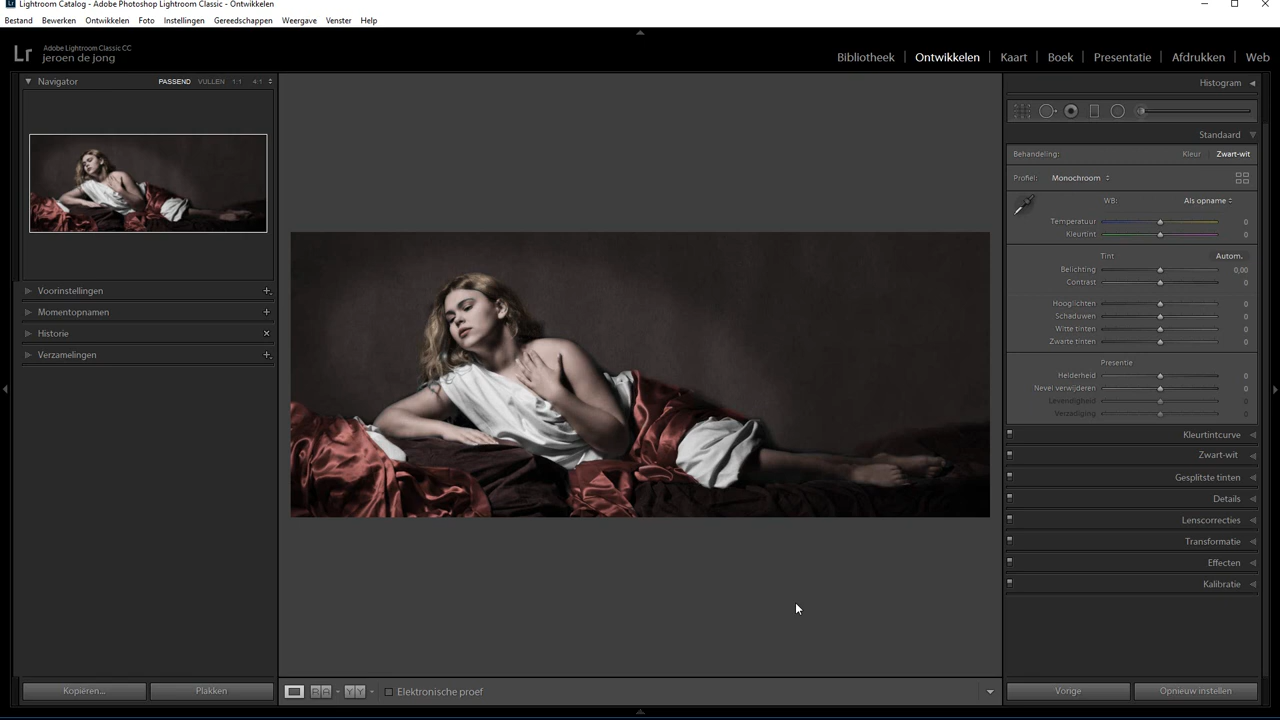 Lightroom Catalog - Adobe Photoshop Lightroom Classic - Ontwikkelen
Bestand Bewerken Ontwikkelen Foto Instellingen Gereedschappen Weergave Venster Help
Lr Adobe Lightroom Classic CC
jeroen de jong
Bibliotheek | Ontwikkelen | Kaart | Boek | Presentatie | Afdrukken | Web
Navigator PASSEND VULLEN 1:1 4:1
Voorinstellingen
Momentopnamen
Historie
Verzamelingen
Kopiëren... Plakken
Elektronische proef
Histogram
Standaard
Behandeling: Kleur Zwart-wit
Profiel: Monochroom
WB: Als opname
Temperatuur 0
Kleurtint 0
Tint Autom.
Belichting 0,00
Contrast 0
Hooglichten 0
Schaduwen 0
Witte tinten 0
Zwarte tinten 0
Presentie
Helderheid 0
Nevel verwijderen 0
Levendigheid 0
Verzadiging 0
Kleurtintcurve
Zwart-wit
Gesplitste tinten
Details
Lenscorrecties
Transformatie
Effecten
Kalibratie
Vorige Opnieuw instellen